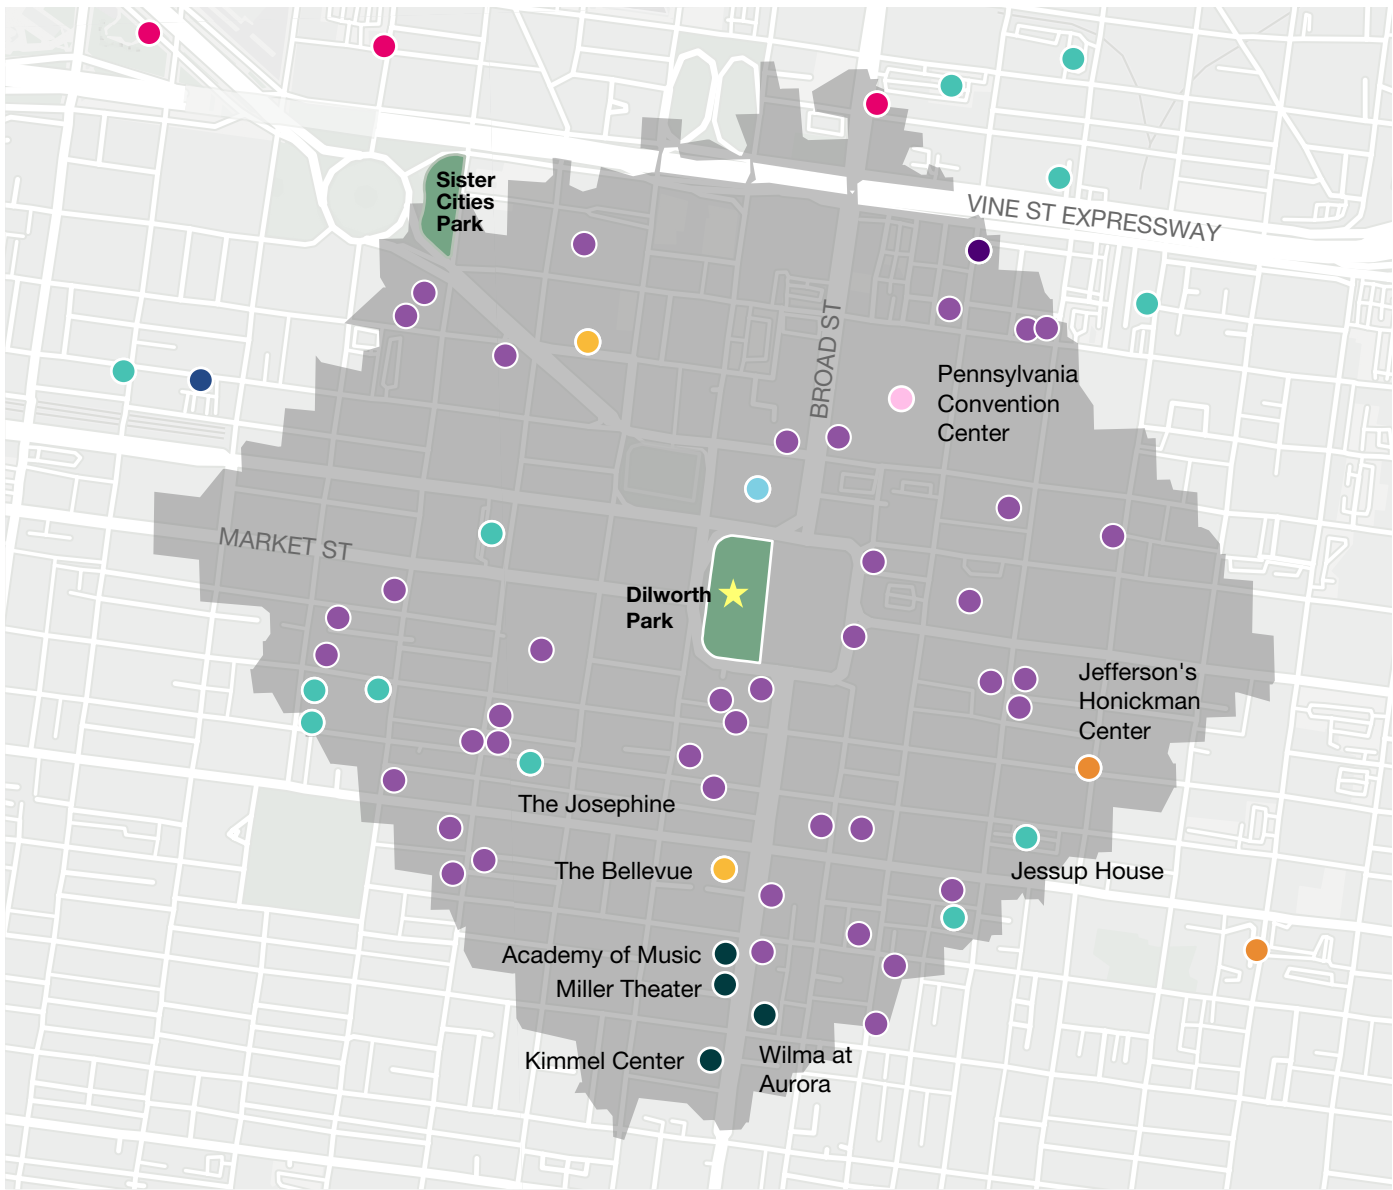 Sister
Cities
Park
VINE ST EXPRESSWAY
BROAD ST
Pennsylvania
Convention
Center
MARKET ST
Dilworth
Park
Jefferson's
Honickman
Center
The Josephine
The Bellevue
Jessup House
Academy of Music
Miller Theater
Kimmel Center
Wilma at
Aurora